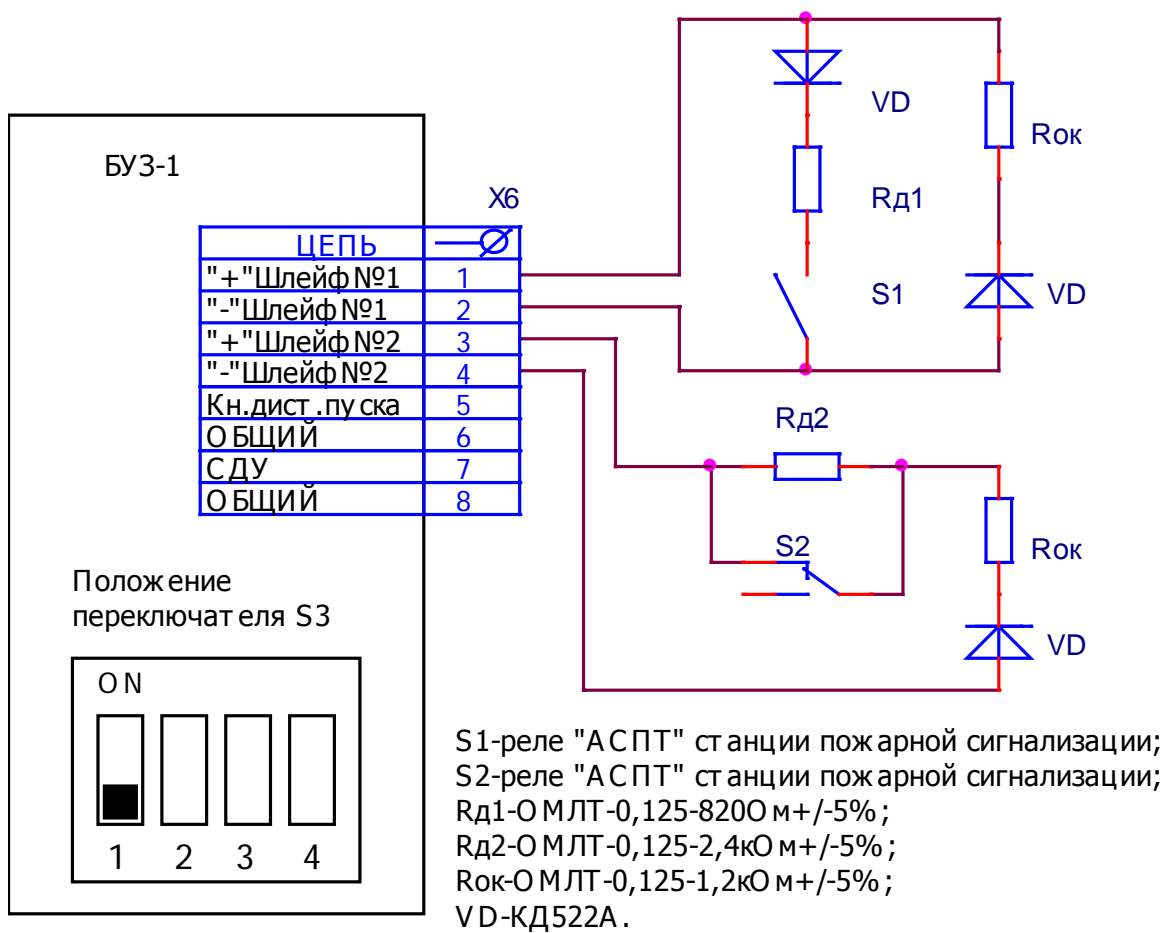 БУЗ-1
X6
ЦЕПЬ
"+"Шлейф№1 1
"-"Шлейф№1 2
"+"Шлейф№2 3
"-"Шлейф№2 4
Кн.дист.пуска 5
ОБЩИЙ 6
СДУ 7
ОБЩИЙ 8
VD
Rок
Rд1
S1
VD
Rд2
S2
Rок
VD
Положение
переключателя S3
ON
1 2 3 4
S1-реле "АСПТ" станции пожарной сигнализации;
S2-реле "АСПТ" станции пожарной сигнализации;
Rд1-ОМЛТ-0,125-820Ом+/-5%;
Rд2-ОМЛТ-0,125-2,4кОм+/-5%;
Rок-ОМЛТ-0,125-1,2кОм+/-5%;
VD-КД522А.